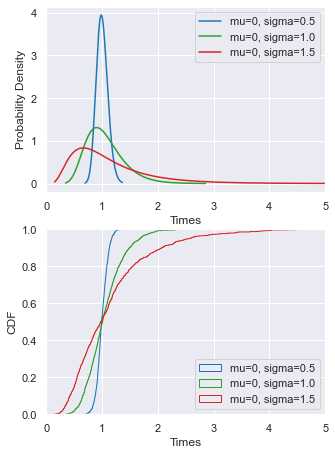 4
3
2
1
0
Probability Density
mu=0, sigma=0.5
mu=0, sigma=1.0
mu=0, sigma=1.5
0 1 2 3 4 5
Times
1.0
0.8
0.6
0.4
0.2
0.0
CDF
mu=0, sigma=0.5
mu=0, sigma=1.0
mu=0, sigma=1.5
0 1 2 3 4 5
Times